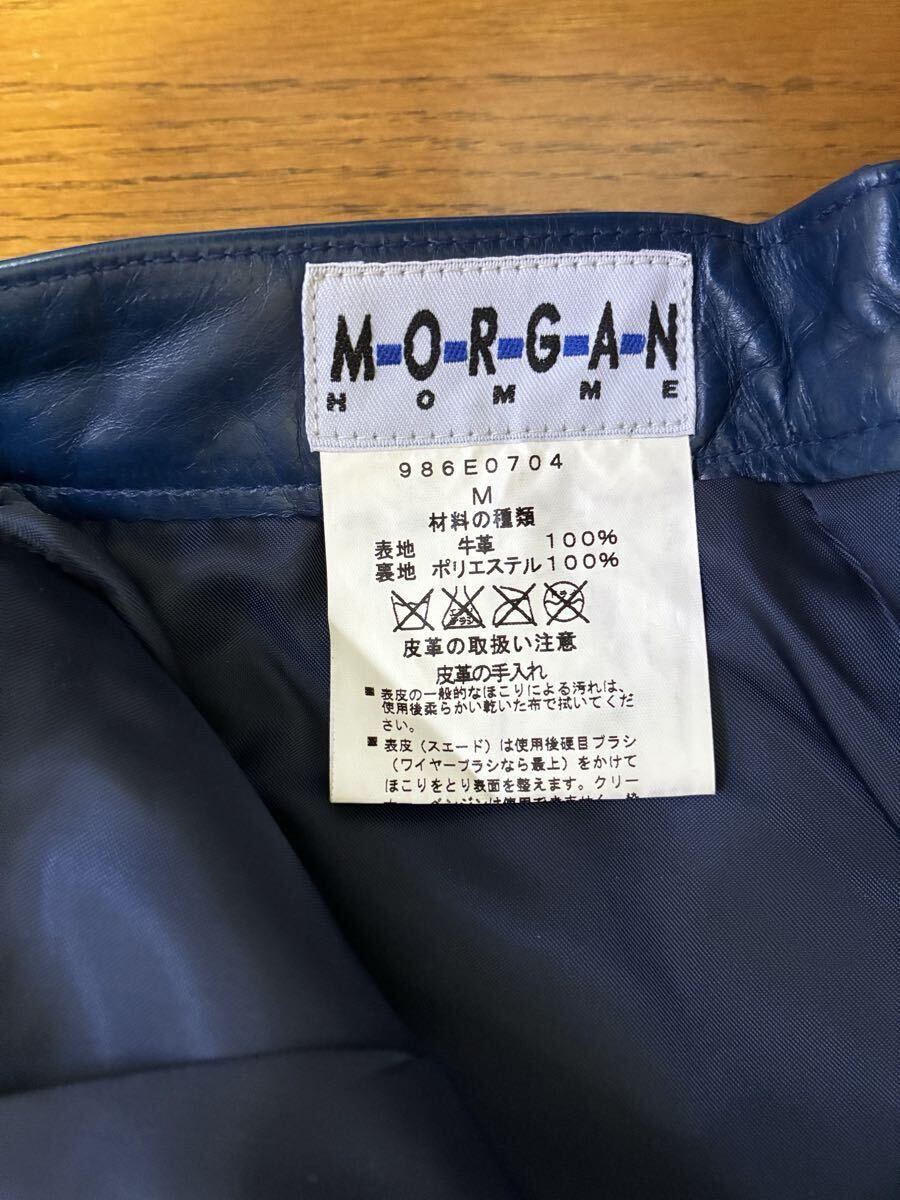 M-O-R-G-A-N
HOMME
986E0704
M
材料の種類
表地 牛革 100%
裏地 ポリエステル100%
エンソ
ドライ
皮革の取扱い注意
皮革の手入れ
■ 表皮の一般的なほこりによる汚れは、
使用後柔らかい乾いた布で拭いてくだ
さい。
■ 表皮（スエード）は使用後硬目ブラシ
（ワイヤーブラシなら最上）をかけて
ほこりをとり表面を整えます。クリー